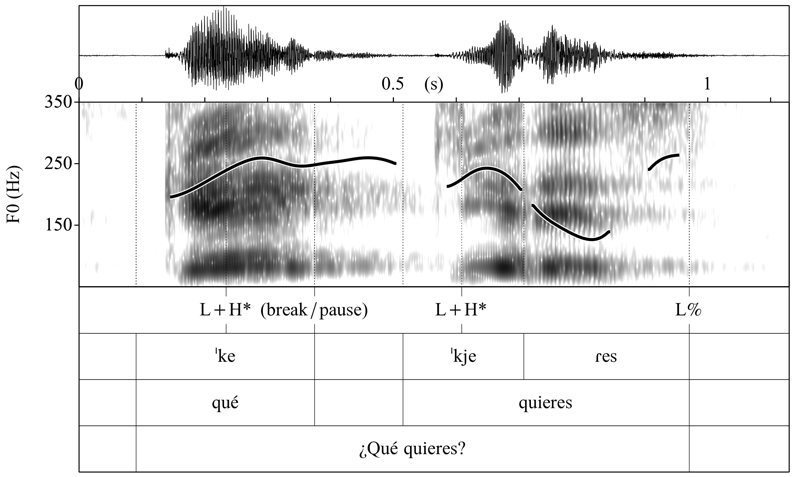 0 0.5 (s) 1
350
250
150
F0 (Hz)
L+H* (break/pause) L+H* L%
ˈke ˈkje ɾes
qué quieres
¿Qué quieres?